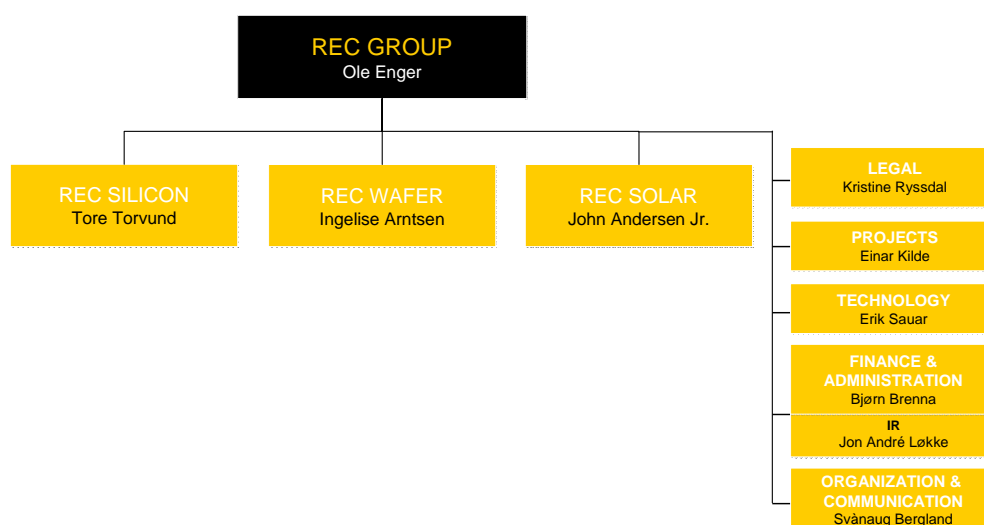 REC GROUP
Ole Enger
REC SILICON
Tore Torvund
REC WAFER
Ingelise Arntsen
REC SOLAR
John Andersen Jr.
LEGAL
Kristine Ryssdal
PROJECTS
Einar Kilde
TECHNOLOGY
Erik Sauar
FINANCE &
ADMINISTRATION
Bjørn Brenna
IR
Jon André Løkke
ORGANIZATION &
COMMUNICATION
Svànaug Bergland